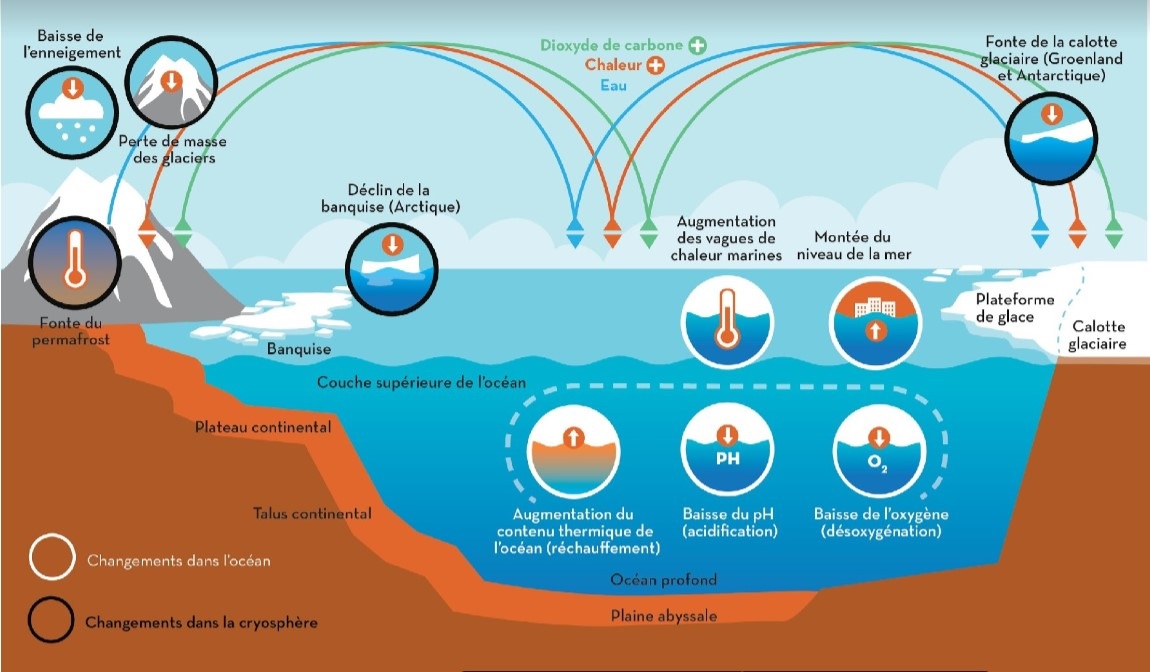 Baisse de
l'enneigement
Perte de masse
des glaciers
Dioxyde de carbone +
Chaleur +
Eau
Fonte de la calotte
glaciaire (Groenland
et Antarctique)
Déclin de la
banquise (Arctique)
Augmentation
des vagues de
chaleur marines
Montée du
niveau de la mer
Fonte du
permafrost
Banquise
Plateforme
de glace
Calotte
glaciaire
Couche supérieure de l'océan
Plateau continental
PH
O₂
Talus continental
Augmentation du
contenu thermique de
l'océan (réchauffement)
Baisse du pH
(acidification)
Baisse de l'oxygène
(désoxygénation)
Changements dans l'océan
Océan profond
Plaine abyssale
Changements dans la cryosphère